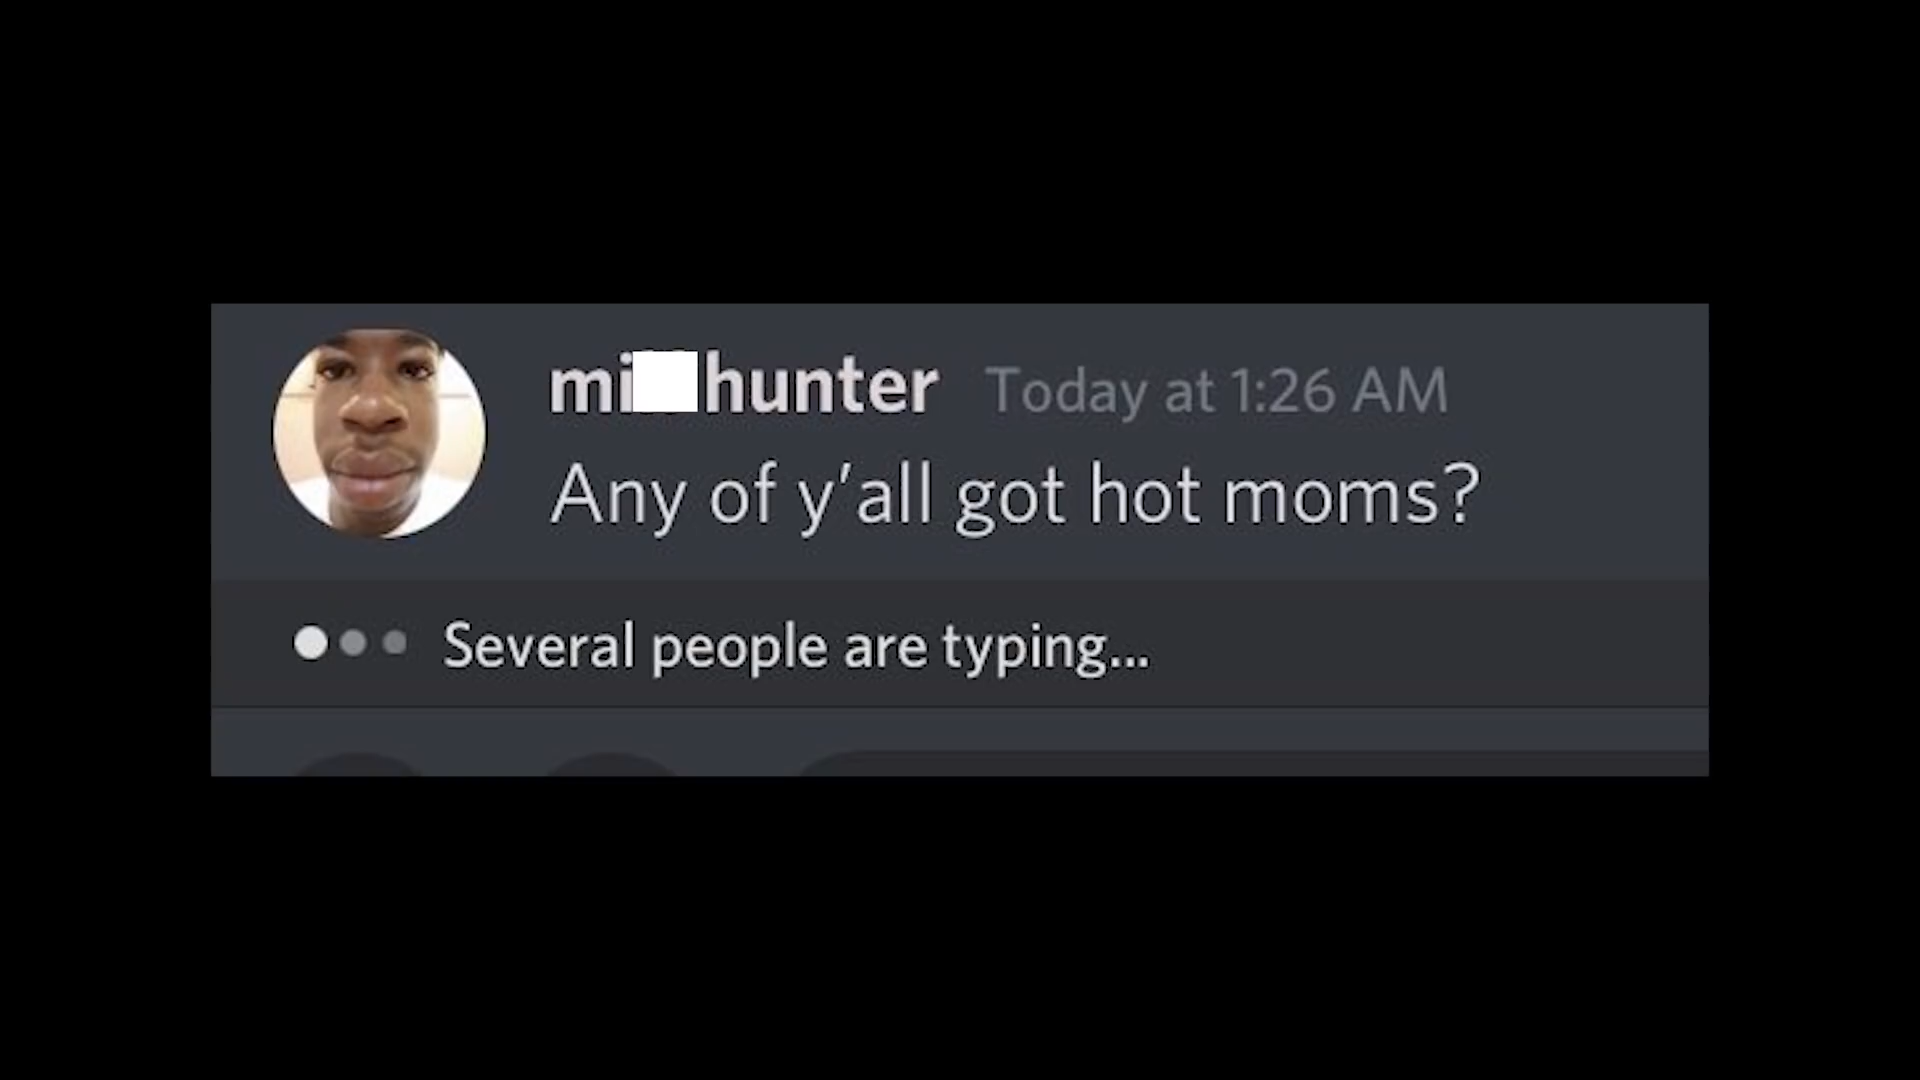 mi hunter Today at 1:26 AM
Any of y'all got hot moms?
Several people are typing...